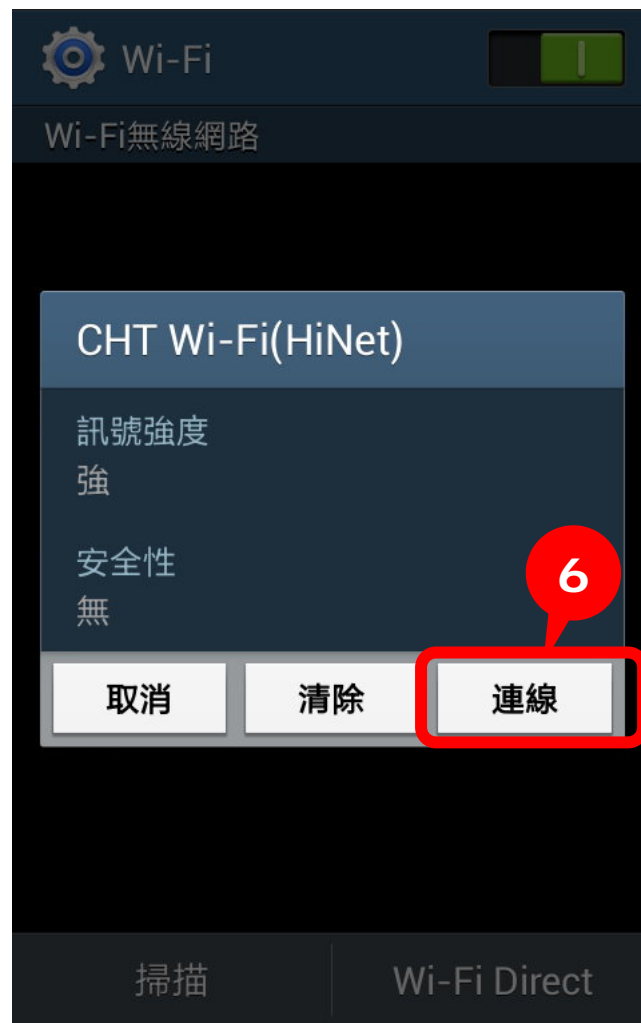 Wi-Fi
Wi-Fi無線網路
CHT Wi-Fi(HiNet)
訊號強度
強
安全性
無
6
取消 清除 連線
掃描 Wi-Fi Direct